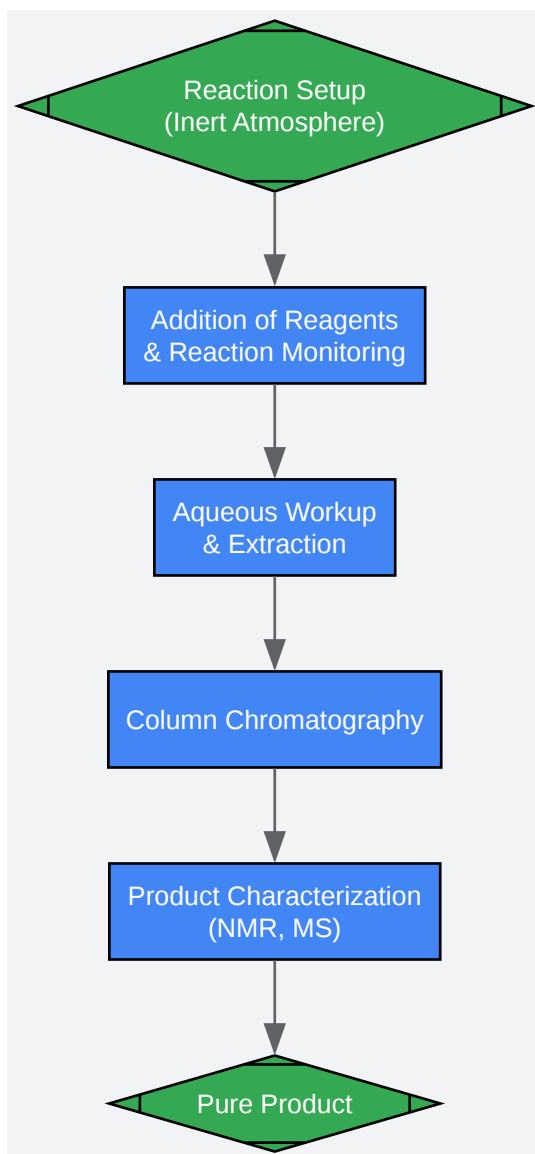 Reaction Setup
(Inert Atmosphere)
Addition of Reagents
& Reaction Monitoring
Aqueous Workup
& Extraction
Column Chromatography
Product Characterization
(NMR, MS)
Pure Product